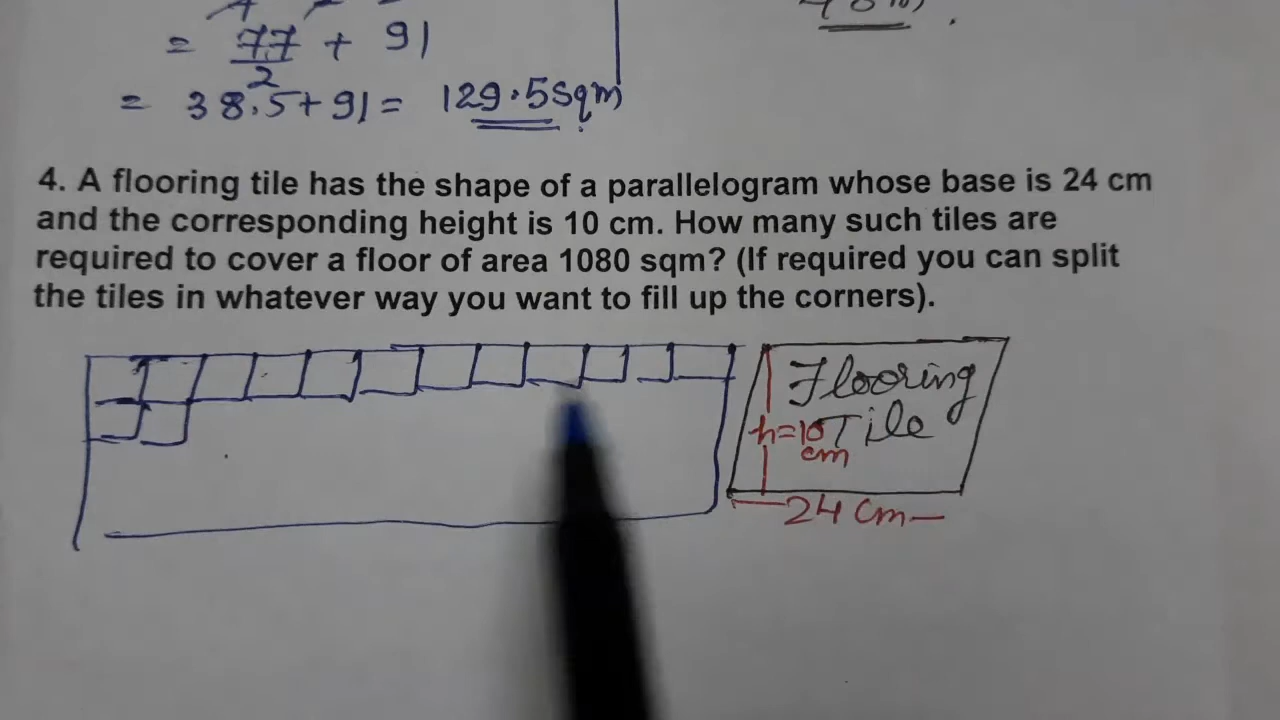 = 77/2 + 91
= 38.5 + 91 = 129.5 sqm
4. A flooring tile has the shape of a parallelogram whose base is 24 cm
and the corresponding height is 10 cm. How many such tiles are
required to cover a floor of area 1080 sqm? (If required you can split
the tiles in whatever way you want to fill up the corners).
Flooring
Tile
h=10
cm
24 cm